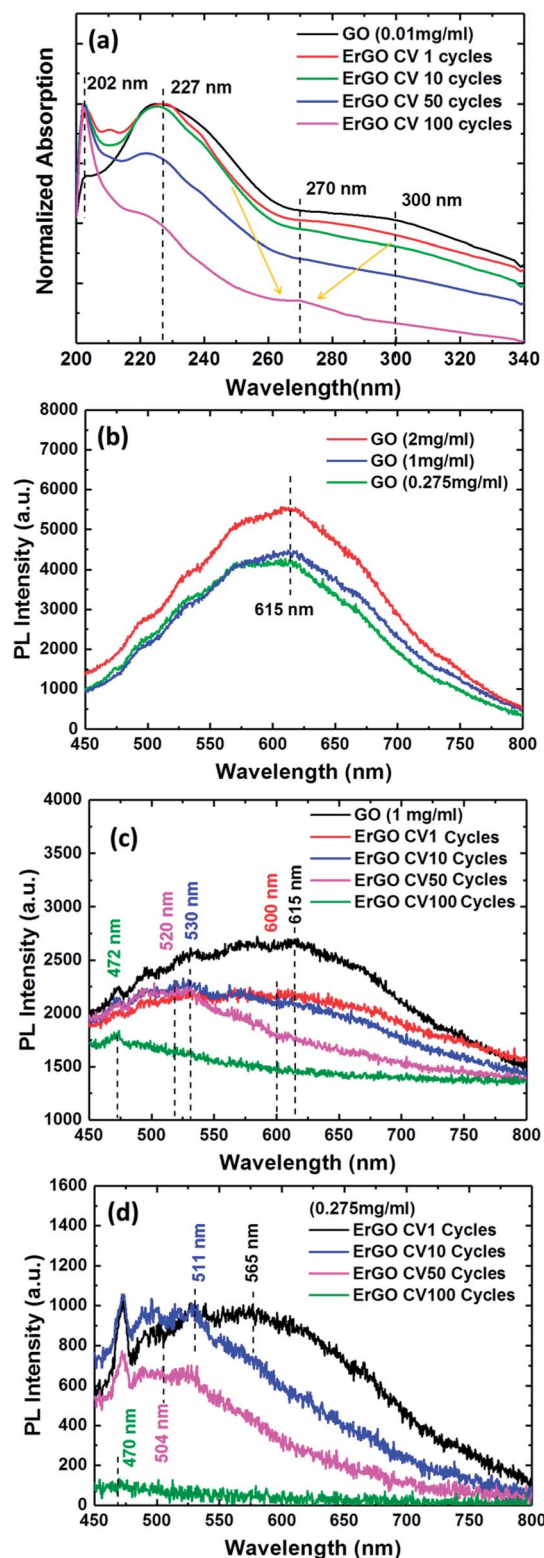 (a)
GO (0.01mg/ml)
ErGO CV 1 cycles
ErGO CV 10 cycles
ErGO CV 50 cycles
ErGO CV 100 cycles
202 nm
227 nm
270 nm
300 nm
Normalized Absorption
200 220 240 260 280 300 320 340
Wavelength(nm)
(b)
GO (2mg/ml)
GO (1mg/ml)
GO (0.275mg/ml)
615 nm
8000
7000
6000
5000
4000
3000
2000
1000
0
PL Intensity (a.u.)
450 500 550 600 650 700 750 800
Wavelength (nm)
(c)
GO (1 mg/ml)
ErGO CV1 Cycles
ErGO CV10 Cycles
ErGO CV50 Cycles
ErGO CV100 Cycles
472 nm
520 nm
530 nm
600 nm
615 nm
4000
3500
3000
2500
2000
1500
1000
PL Intensity (a.u.)
450 500 550 600 650 700 750 800
Wavelength (nm)
(d)
(0.275mg/ml)
ErGO CV1 Cycles
ErGO CV10 Cycles
ErGO CV50 Cycles
ErGO CV100 Cycles
511 nm
565 nm
470 nm
504 nm
1600
1400
1200
1000
800
600
400
200
0
PL Intensity (a.u.)
450 500 550 600 650 700 750 800
Wavelength (nm)